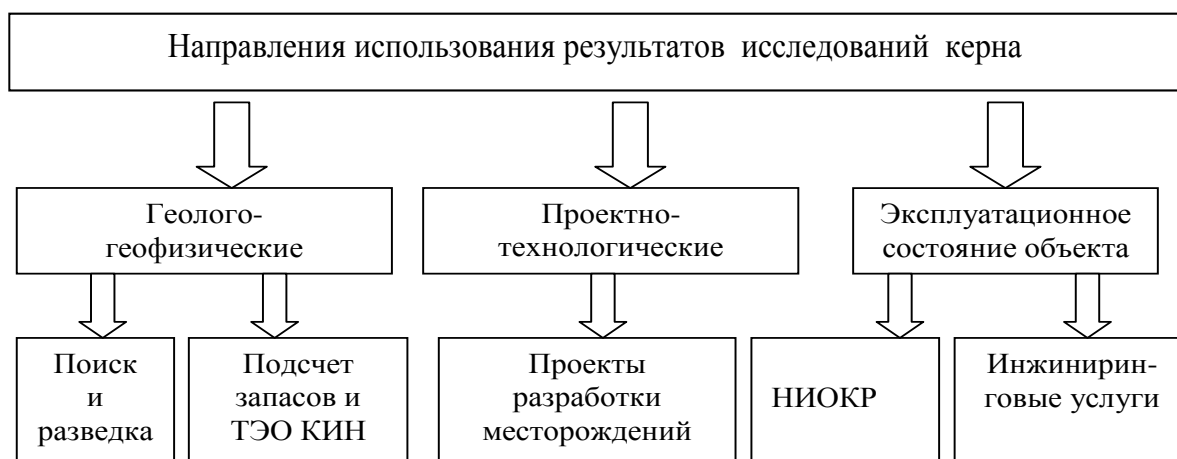 Направления использования результатов исследований керна
Геолого-
геофизические
Проектно-
технологические
Эксплуатационное
состояние объекта
Поиск
и
разведка
Подсчет
запасов и
ТЭО КИН
Проекты
разработки
месторождений
НИОКР
Инжинирин-
говые услуги